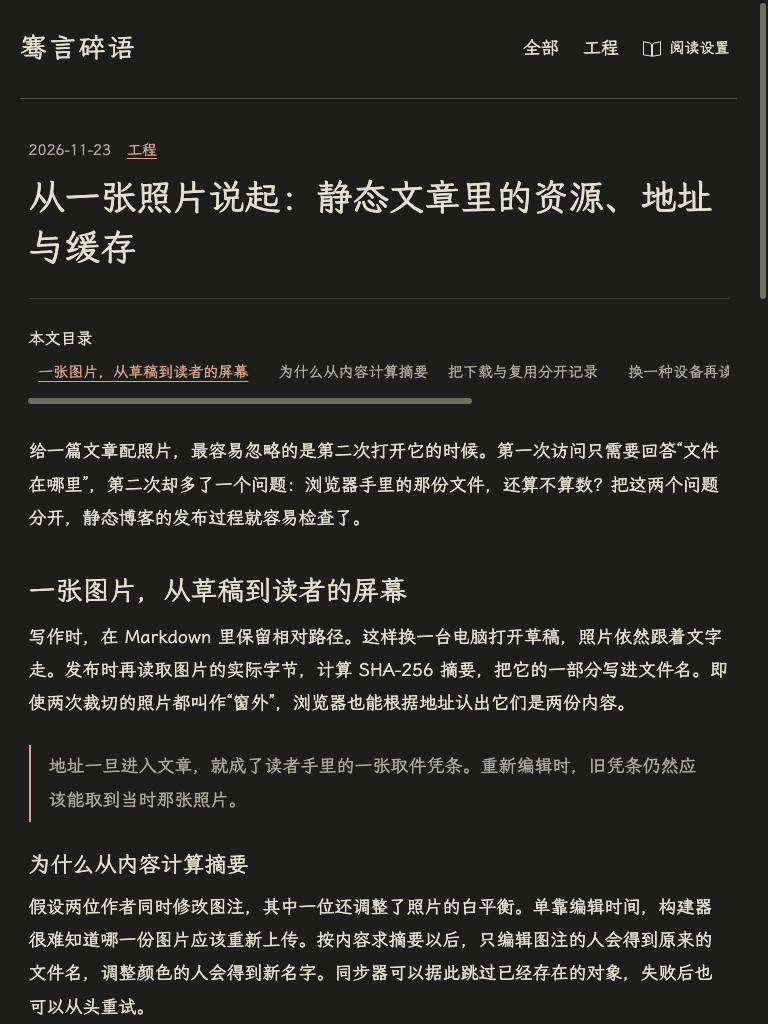 骞言碎语
全部 工程 阅读设置
2026-11-23 工程
从一张照片说起：静态文章里的资源、地址
与缓存
本文目录
一张图片，从草稿到读者的屏幕 为什么从内容计算摘要 把下载与复用分开记录 换一种设备再读
给一篇文章配照片，最容易忽略的是第二次打开它的时候。第一次访问只需要回答“文件
在哪里”，第二次却多了一个问题：浏览器手里的那份文件，还算不算数？把这两个问题
分开，静态博客的发布过程就容易检查了。
一张图片，从草稿到读者的屏幕
写作时，在 Markdown 里保留相对路径。这样换一台电脑打开草稿，照片依然跟着文字
走。发布时再读取图片的实际字节，计算 SHA-256 摘要，把它的一部分写进文件名。即
使两次裁切的照片都叫作“窗外”，浏览器也能根据地址认出它们是两份内容。
地址一旦进入文章，就成了读者手里的一张取件凭条。重新编辑时，旧凭条仍然应
该能取到当时那张照片。
为什么从内容计算摘要
假设两位作者同时修改图注，其中一位还调整了照片的白平衡。单靠编辑时间，构建器
很难知道哪一份图片应该重新上传。按内容求摘要以后，只编辑图注的人会得到原来的
文件名，调整颜色的人会得到新名字。同步器可以据此跳过已经存在的对象，失败后也
可以从头重试。